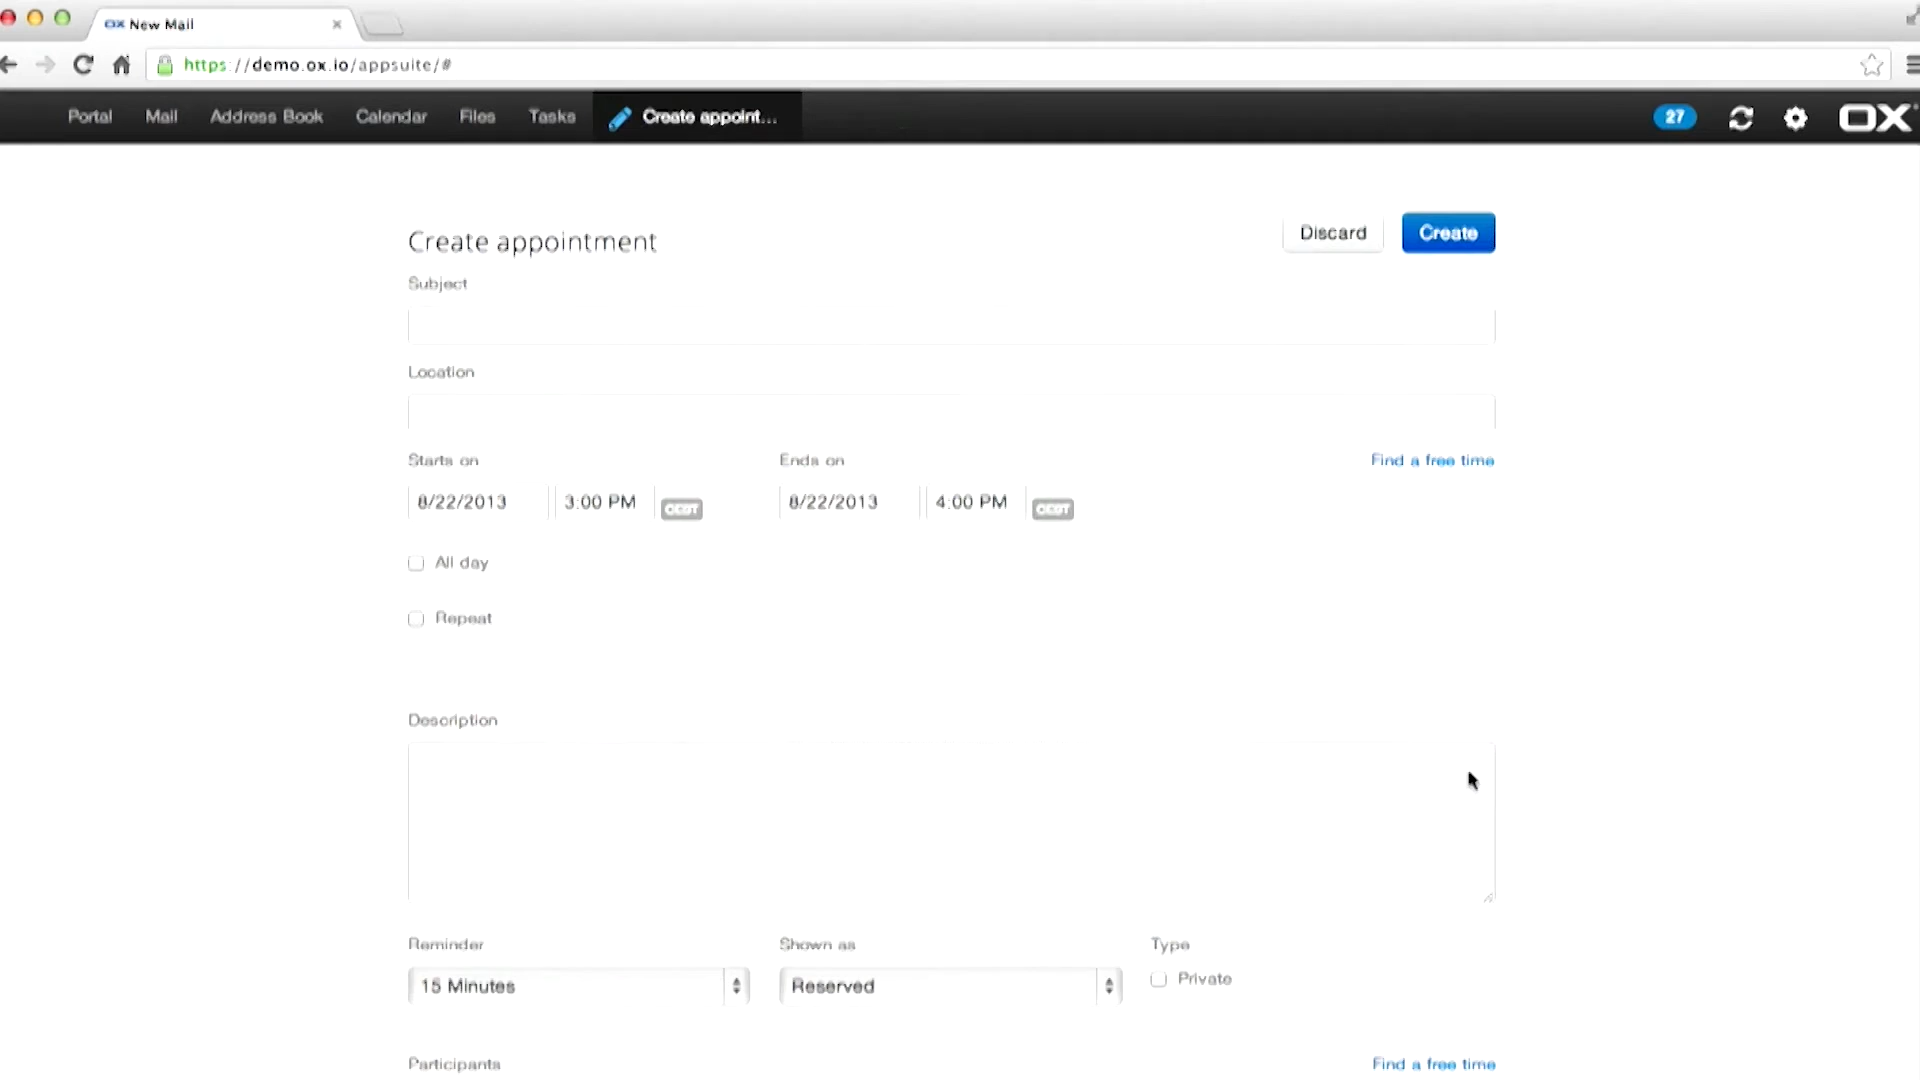 OX New Mail
https://demo.ox.io/appsuite/#
Portal Mail Address Book Calendar Files Tasks Create appoint... 27 OX
Create appointment Discard Create
Subject
Location
Starts on Ends on Find a free time
8/22/2013 3:00 PM CEST 8/22/2013 4:00 PM CEST
All day
Repeat
Description
Reminder Shown as Type
15 Minutes Reserved Private
Participants Find a free time